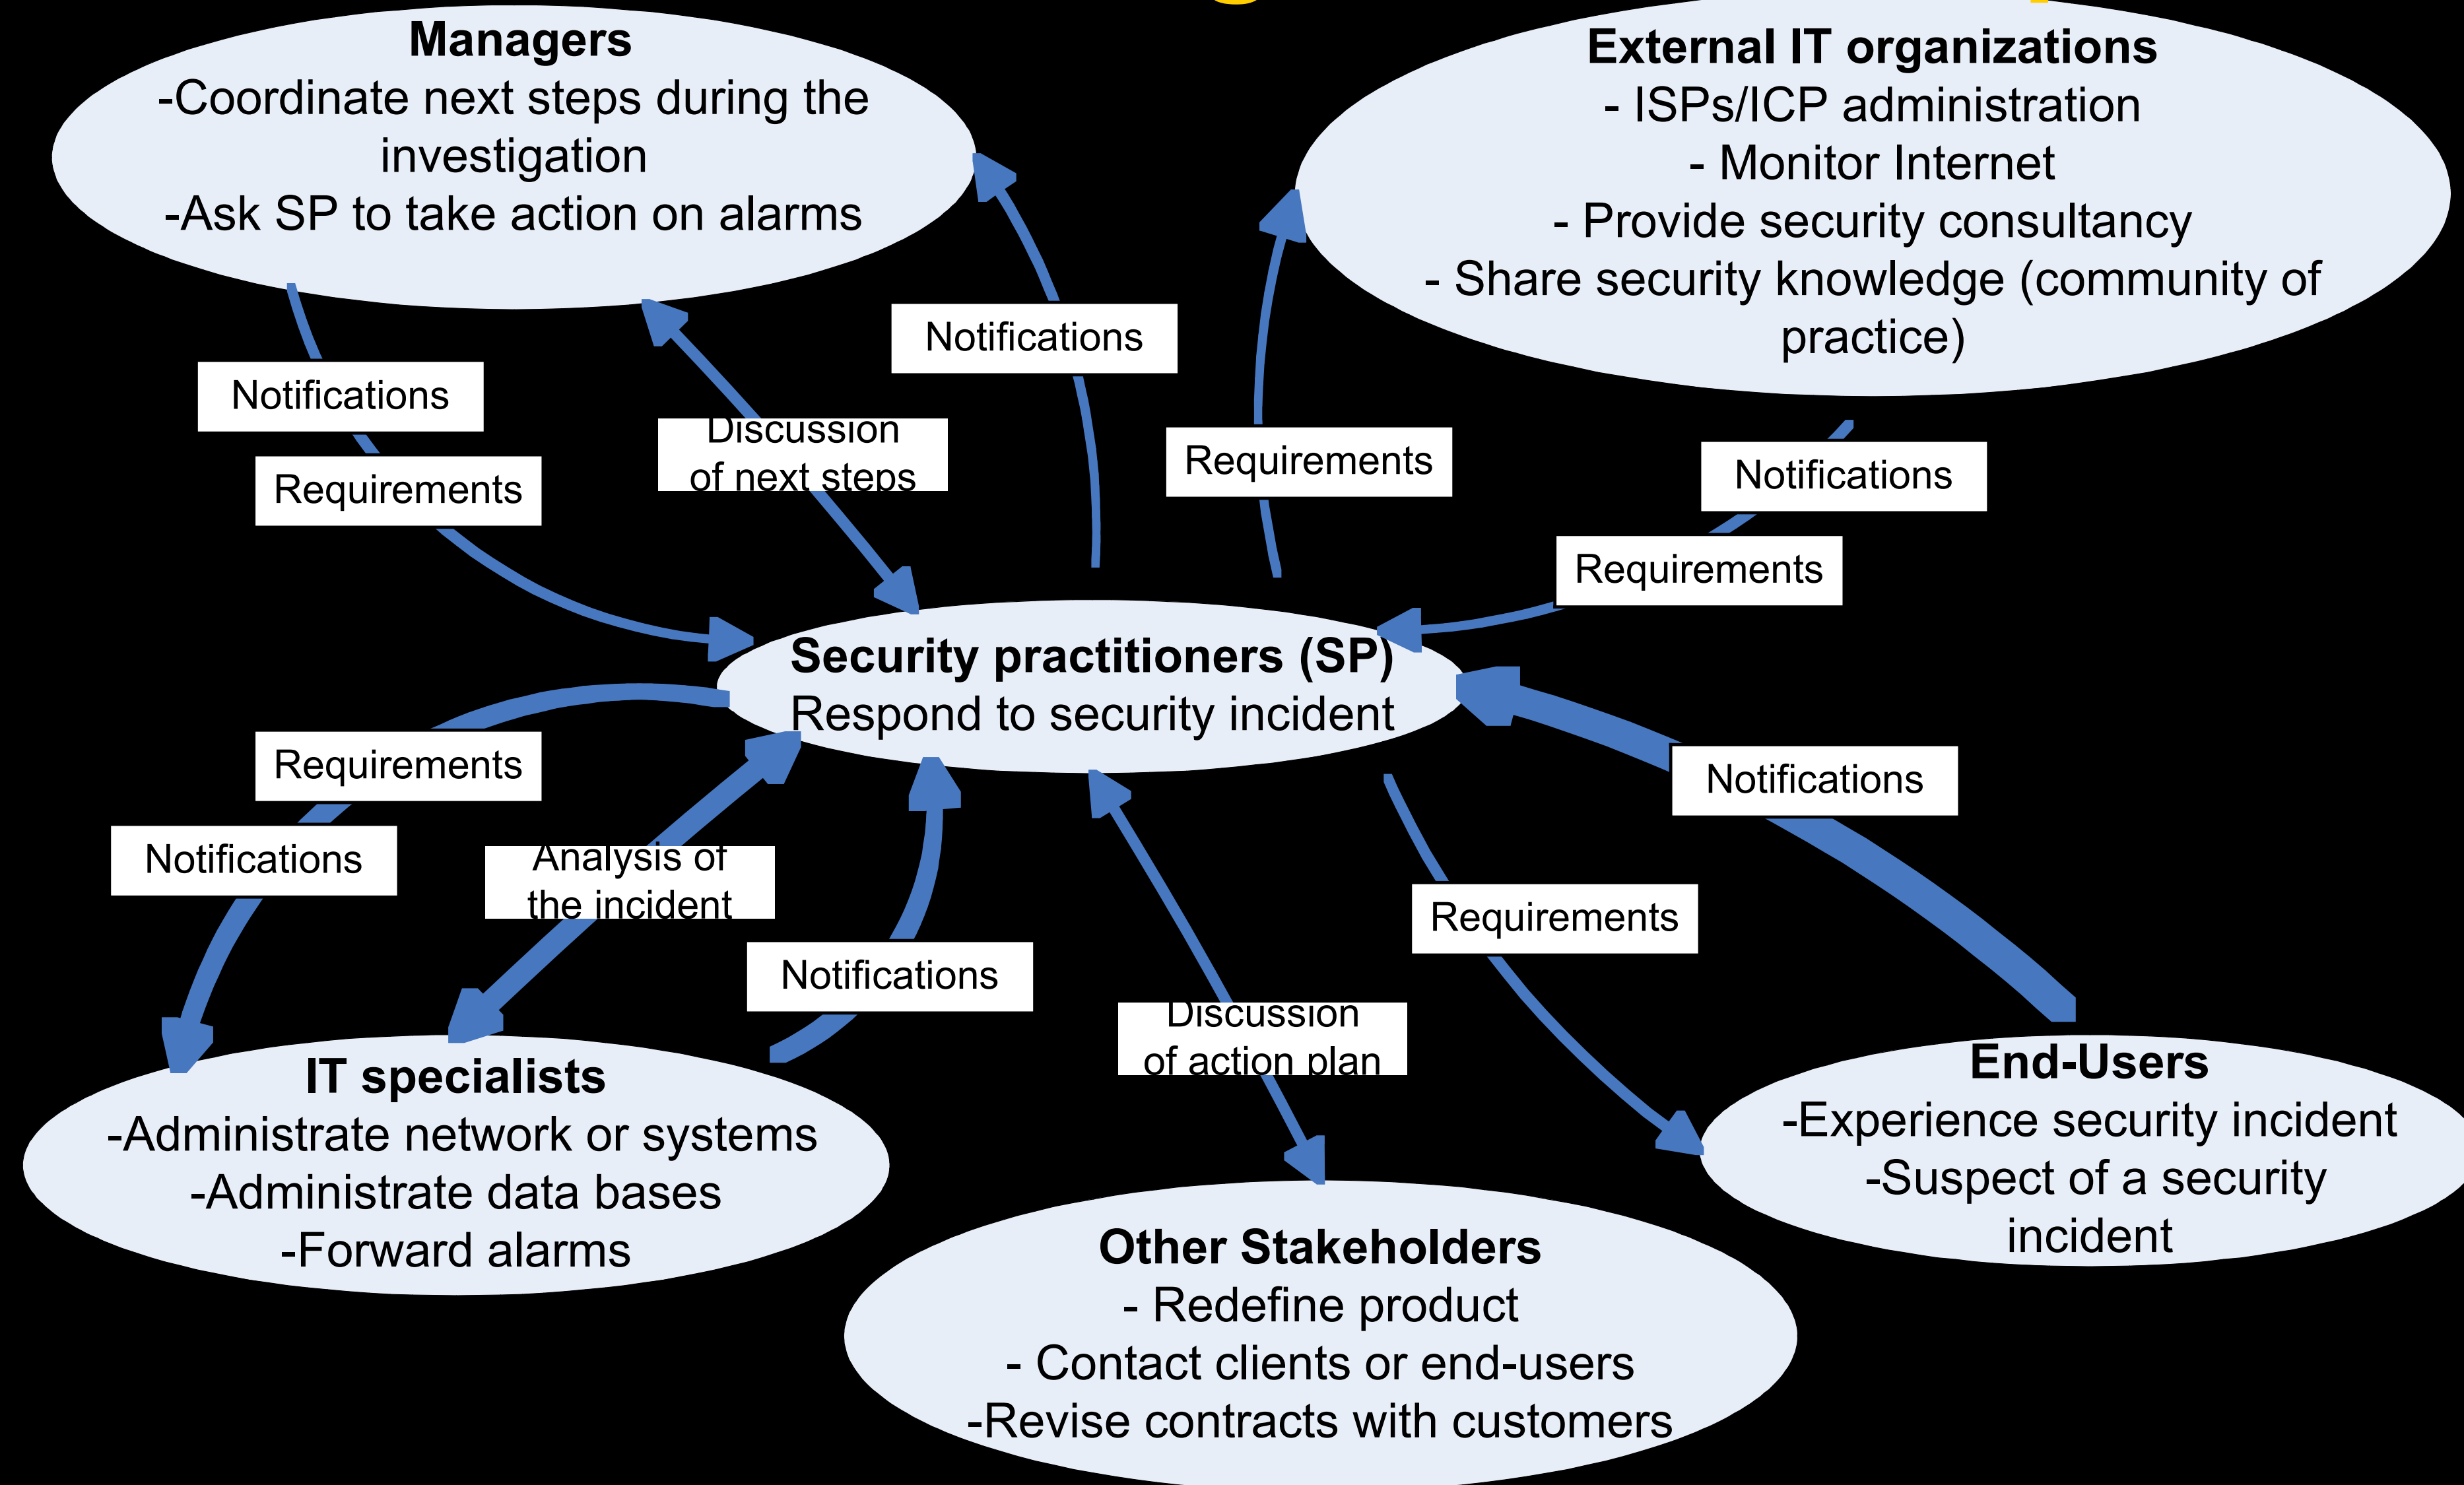 Managers
-Coordinate next steps during the
investigation
-Ask SP to take action on alarms
External IT organizations
- ISPs/ICP administration
- Monitor Internet
- Provide security consultancy
- Share security knowledge (community of
practice)
Notifications
Requirements
Discussion
of next steps
Notifications
Requirements
Notifications
Requirements
Security practitioners (SP)
Respond to security incident
Requirements
Notifications
Analysis of
the incident
Notifications
Discussion
of action plan
Requirements
Notifications
IT specialists
-Administrate network or systems
-Administrate data bases
-Forward alarms
Other Stakeholders
- Redefine product
- Contact clients or end-users
-Revise contracts with customers
End-Users
-Experience security incident
-Suspect of a security
incident